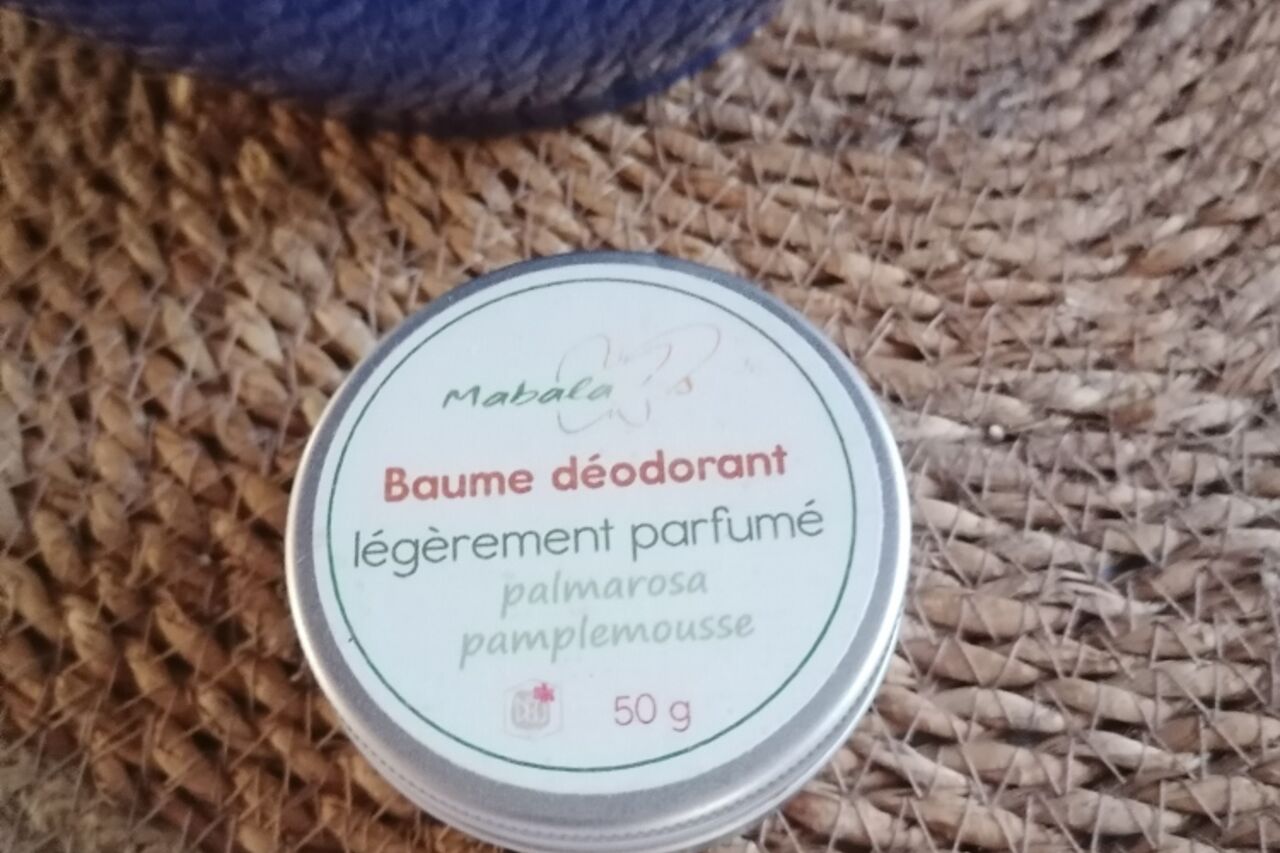 Mabala
Baume déodorant
légèrement parfumé
palmarosa
pamplemousse
50 g